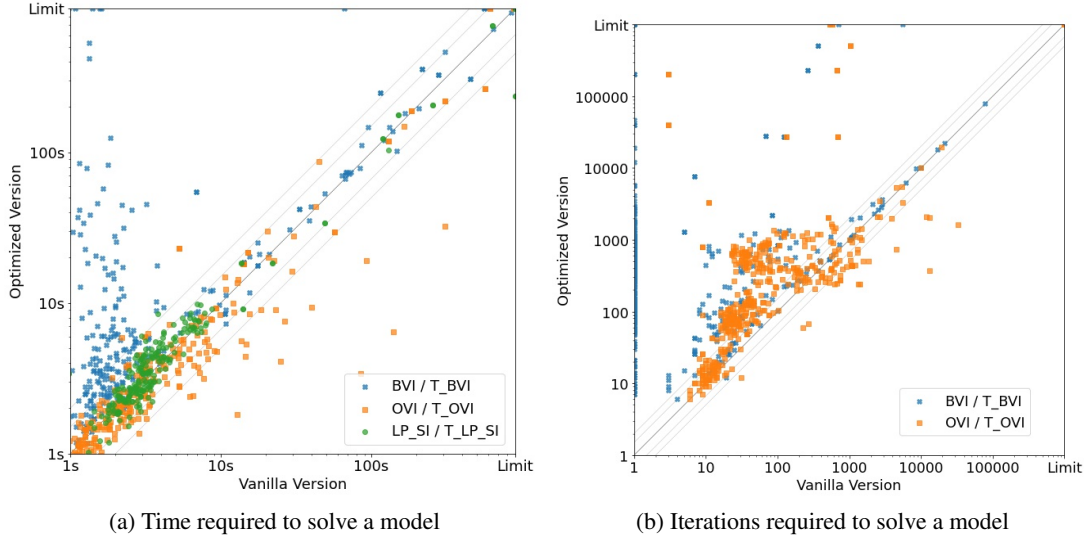 Limit
100s
10s
1s
Optimized Version
1s
10s
100s
Limit
Vanilla Version
BVI / T_BVI
OVI / T_OVI
LP_SI / T_LP_SI
(a) Time required to solve a model
Limit
100000
10000
1000
100
10
1
Optimized Version
1
10
100
1000
10000
100000
Limit
Vanilla Version
BVI / T_BVI
OVI / T_OVI
(b) Iterations required to solve a model